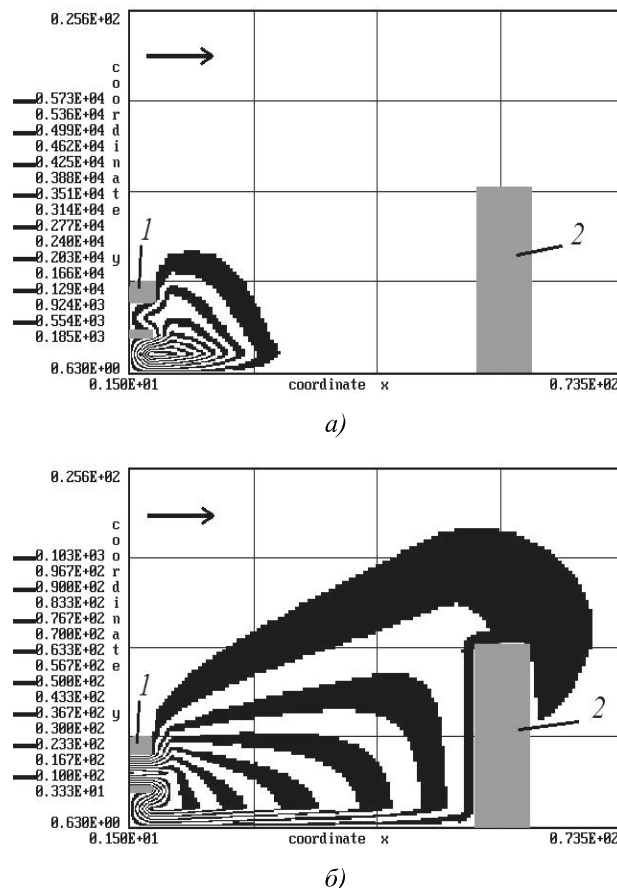 0.256E+02
c
o
0.573E+04 o
0.536E+04 r
0.499E+04 d
0.462E+04 i
0.425E+04 n
0.388E+04 a
0.351E+04 t
0.314E+04 e
0.277E+04
0.240E+04
0.203E+04 y
0.166E+04
0.129E+04
0.924E+03
0.554E+03
0.185E+03
0.630E+00
1
2
0.150E+01 coordinate x 0.735E+02
а)
0.256E+02
c
o
0.103E+03 o
0.967E+02 r
0.900E+02 d
0.833E+02 i
0.767E+02 n
0.700E+02 a
0.633E+02 t
0.567E+02 e
0.500E+02
0.433E+02
0.367E+02 y
0.300E+02
0.233E+02
0.167E+02
0.100E+02
0.333E+01
0.630E+00
1
2
0.150E+01 coordinate x 0.735E+02
б)